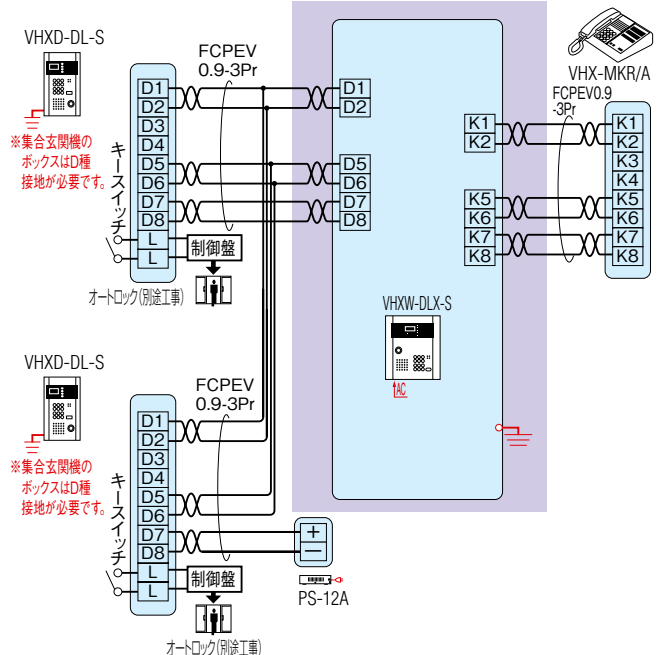 VHXD-DL-S
※集合玄関機の
ボックスはD種
接地が必要です。
キースイッチ
FCPEV
0.9-3Pr
D1
D2
D3
D4
D5
D6
D7
D8
L
L
制御盤
オートロック(別途工事)
D1
D2
D5
D6
D7
D8
VHXW-DLX-S
AC
K1
K2
K5
K6
K7
K8
VHX-MKR/A
FCPEV0.9
-3Pr
K1
K2
K3
K4
K5
K6
K7
K8
VHXD-DL-S
※集合玄関機の
ボックスはD種
接地が必要です。
キースイッチ
FCPEV
0.9-3Pr
D1
D2
D3
D4
D5
D6
D7
D8
L
L
制御盤
オートロック(別途工事)
+
−
PS-12A